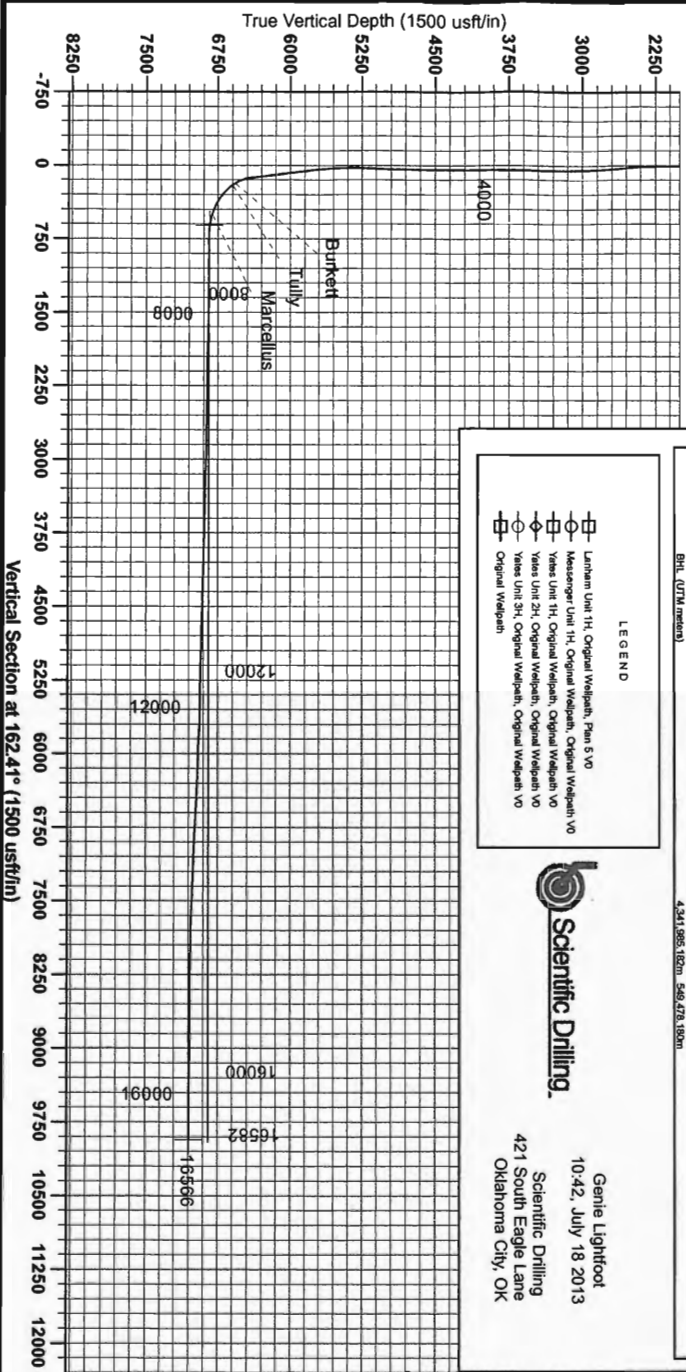 True Vertical Depth (1500 usft/in)
8250
7500
6750
6000
5250
4500
3750
3000
2250
-750
0
750
1500
2250
3000
3750
4500
5250
6000
6750
7500
8250
9000
9750
10500
11250
12000
Vertical Section at 162.41° (1500 usft/in)
4000
Burkett
Tully
Marcellus
8000
8000
12000
12000
16000
16000
16582
16566
BHL (UTM meters)
4,341,985.182m 549,478.180m
LEGEND
Lanham Unit 1H, Original Wellpath, Plan 5 V0
Messenger Unit 1H, Original Wellpath, Original Wellpath V0
Yates Unit 1H, Original Wellpath, Original Wellpath V0
Yates Unit 2H, Original Wellpath, Original Wellpath V0
Yates Unit 3H, Original Wellpath, Original Wellpath V0
Original Wellpath
Scientific Drilling
Genie Lightfoot
10:42, July 18 2013
Scientific Drilling
421 South Eagle Lane
Oklahoma City, OK